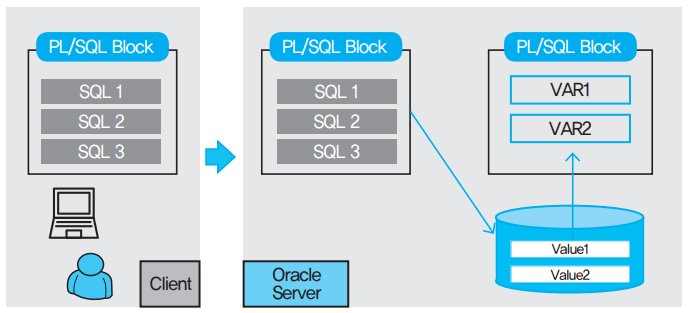 PL/SQL Block
SQL 1
SQL 2
SQL 3
Client
PL/SQL Block
SQL 1
SQL 2
SQL 3
Oracle
Server
PL/SQL Block
VAR1
VAR2
Value1
Value2